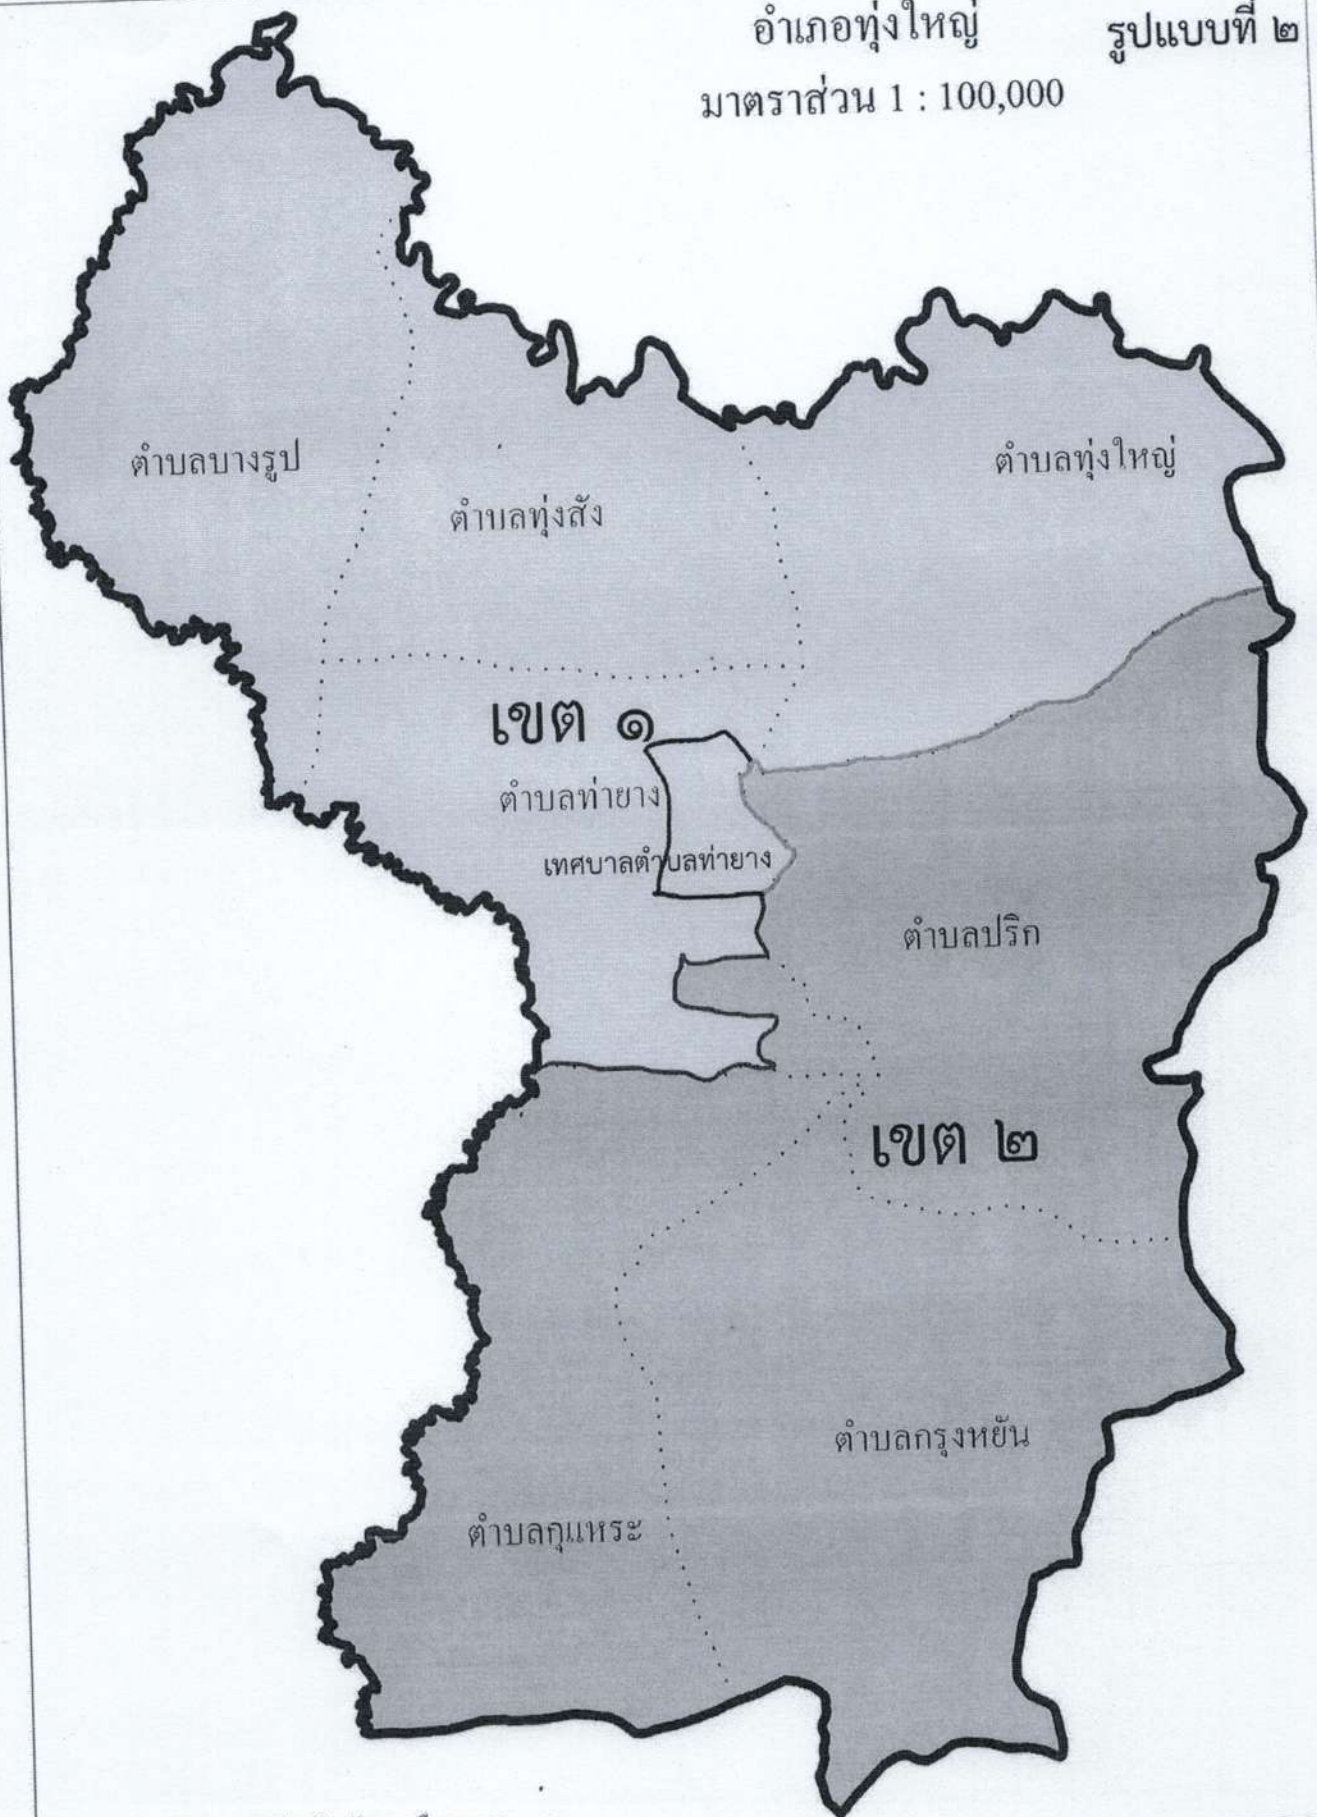 อำเภอทุ่งใหญ่
รูปแบบที่ ๒
มาตราส่วน 1 : 100,000
ตำบลบางรูป
ตำบลทุ่งใหญ่
ตำบลทุ่งสัง
เขต ๑
ตำบลท่ายาง
เทศบาลตำบลท่ายาง
ตำบลปริก
เขต ๒
ตำบลกรุงหยัน
ตำบลกุแหระ